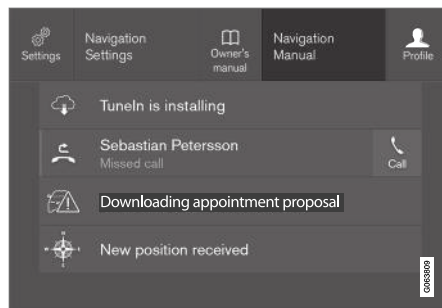 Settings
Navigation
Settings
Owner's
manual
Navigation
Manual
Profile
TuneIn is installing
Sebastian Petersson
Missed call
Call
Downloading appointment proposal
New position received
G063809